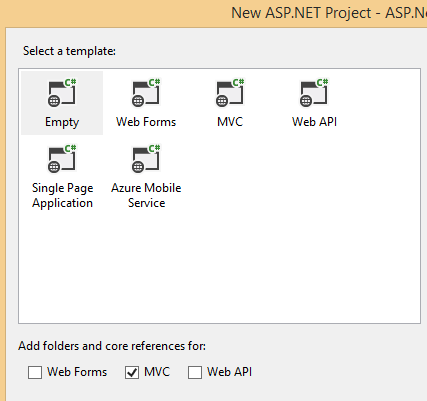 New ASP.NET Project - ASP.Ne
Select a template:
C# C# C# C#
Empty Web Forms MVC Web API
C# C#
Single Page Azure Mobile
Application Service
Add folders and core references for:
Web Forms MVC Web API